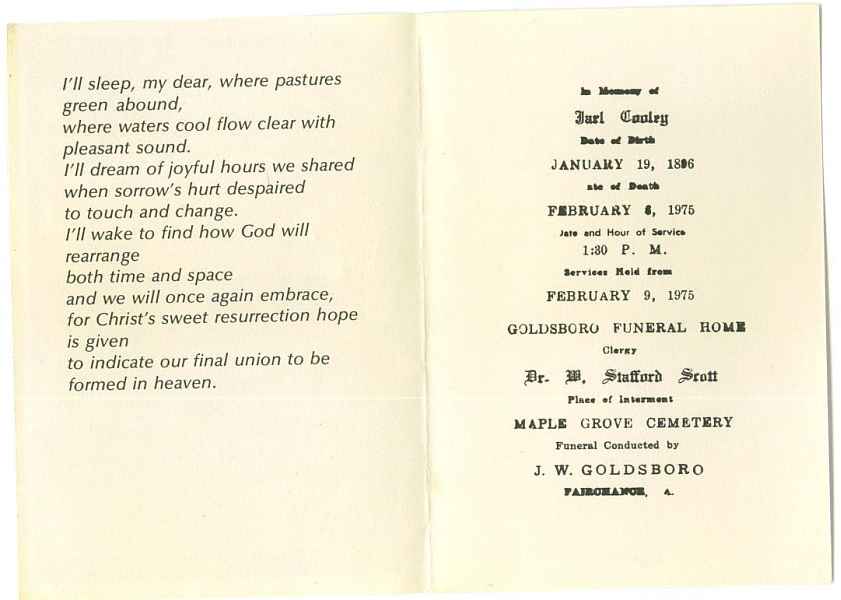 I'll sleep, my dear, where pastures
green abound,
where waters cool flow clear with
pleasant sound.
I'll dream of joyful hours we shared
when sorrow's hurt despaired
to touch and change.
I'll wake to find how God will
rearrange
both time and space
and we will once again embrace,
for Christ's sweet resurrection hope
is given
to indicate our final union to be
formed in heaven.
In Memory of
Jarl Cooley
Date of Birth
JANUARY 19, 1896
ate of Death
FEBRUARY 6, 1975
ate and Hour of Service
1:30 P. M.
Services Held from
FEBRUARY 9, 1975
GOLDSBORO FUNERAL HOME
Clergy
Dr. W. Stafford Scott
Place of Interment
MAPLE GROVE CEMETERY
Funeral Conducted by
J. W. GOLDSBORO
FAIRCHANCE, A.